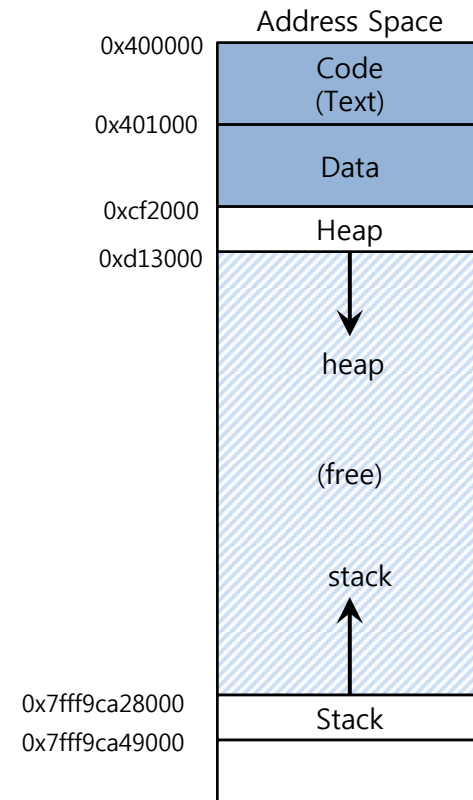 Address Space
0x400000
Code
(Text)
0x401000
Data
0xcf2000
Heap
0xd13000
heap
(free)
stack
0x7fff9ca28000
Stack
0x7fff9ca49000